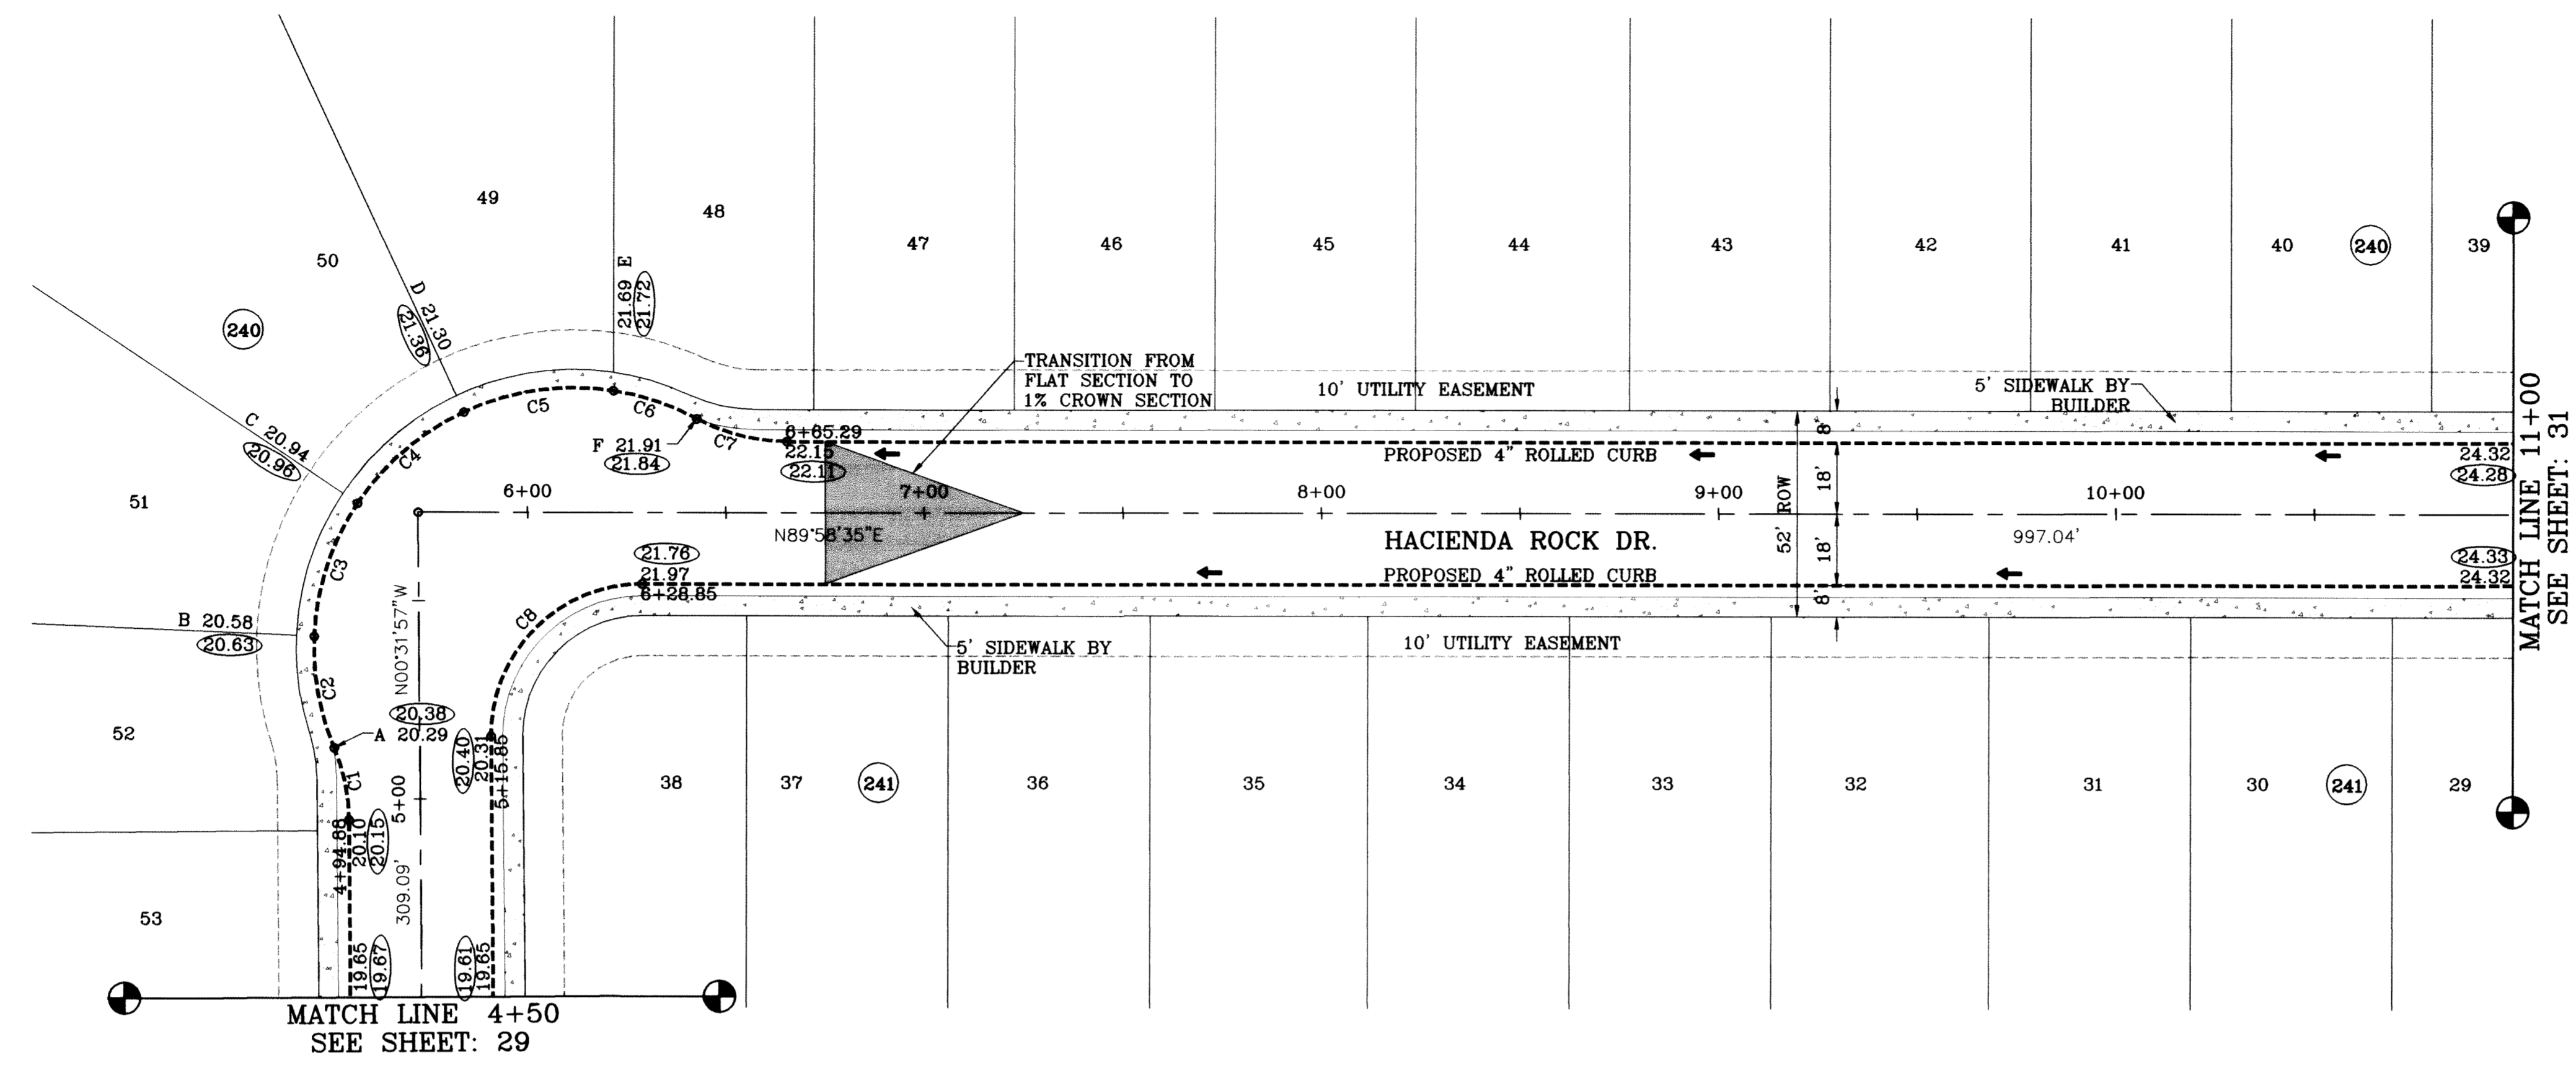 49
48
50
47
46
45
44
43
42
41
40
240
39
D 21.30
21.36
21.69 E
21.72
240
C 20.94
20.96
51
C5
C6
C4
C7
C3
F 21.91
21.84
6+65.29
22.15
22.11
TRANSITION FROM
FLAT SECTION TO
1% CROWN SECTION
10' UTILITY EASEMENT
5' SIDEWALK BY
BUILDER
PROPOSED 4" ROLLED CURB
8'
18'
24.32
24.28
6+00
7+00
8+00
9+00
10+00
N89°58'35"E
HACIENDA ROCK DR.
52' ROW
997.04'
18'
8'
21.76
21.97
6+28.85
PROPOSED 4" ROLLED CURB
24.33
24.32
MATCH LINE 11+00
SEE SHEET: 31
B 20.58
20.63
C8
N00°31'57"W
5' SIDEWALK BY
BUILDER
10' UTILITY EASEMENT
C2
52
20.38
A 20.29
20.40
20.31
5+15.85
C1
5+00
4+94.88
20.10
20.15
38
37
241
36
35
34
33
32
31
30
241
29
53
309.09'
19.65
19.67
19.61
19.65
MATCH LINE 4+50
SEE SHEET: 29